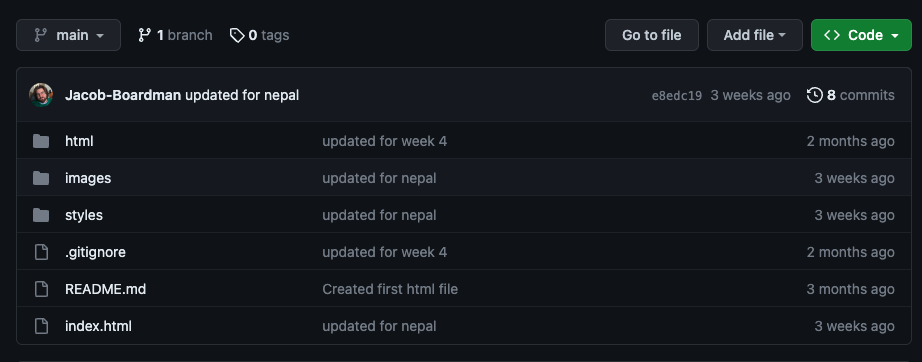 main 1 branch 0 tags Go to file Add file Code
Jacob-Boardman updated for nepal e8edc19 3 weeks ago 8 commits
html updated for week 4 2 months ago
images updated for nepal 3 weeks ago
styles updated for nepal 3 weeks ago
.gitignore updated for week 4 2 months ago
README.md Created first html file 3 months ago
index.html updated for nepal 3 weeks ago